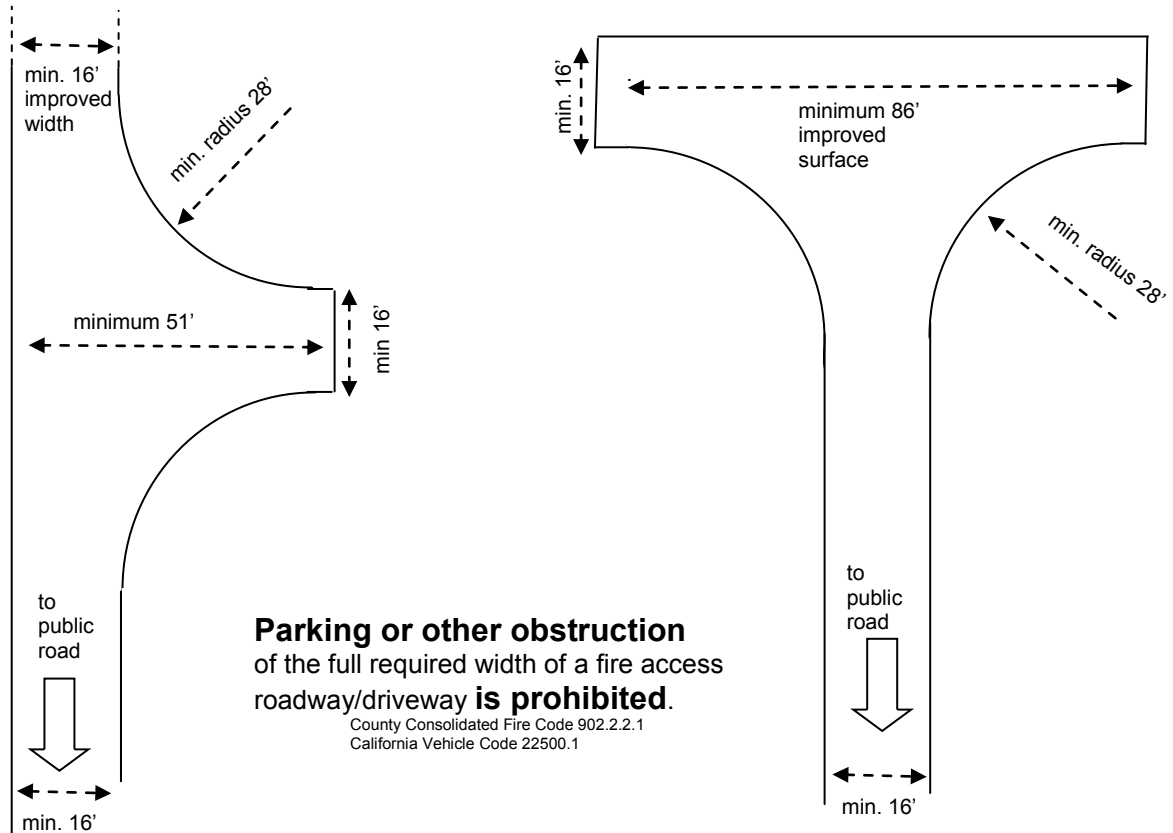 min. 16’
improved
width
min. radius 28’
minimum 51’
min 16’
to
public
road
min. 16’
min. 16’
minimum 86’
improved
surface
min. radius 28’
to
public
road
min. 16’
Parking or other obstruction
of the full required width of a fire access
roadway/driveway is prohibited.
County Consolidated Fire Code 902.2.2.1
California Vehicle Code 22500.1